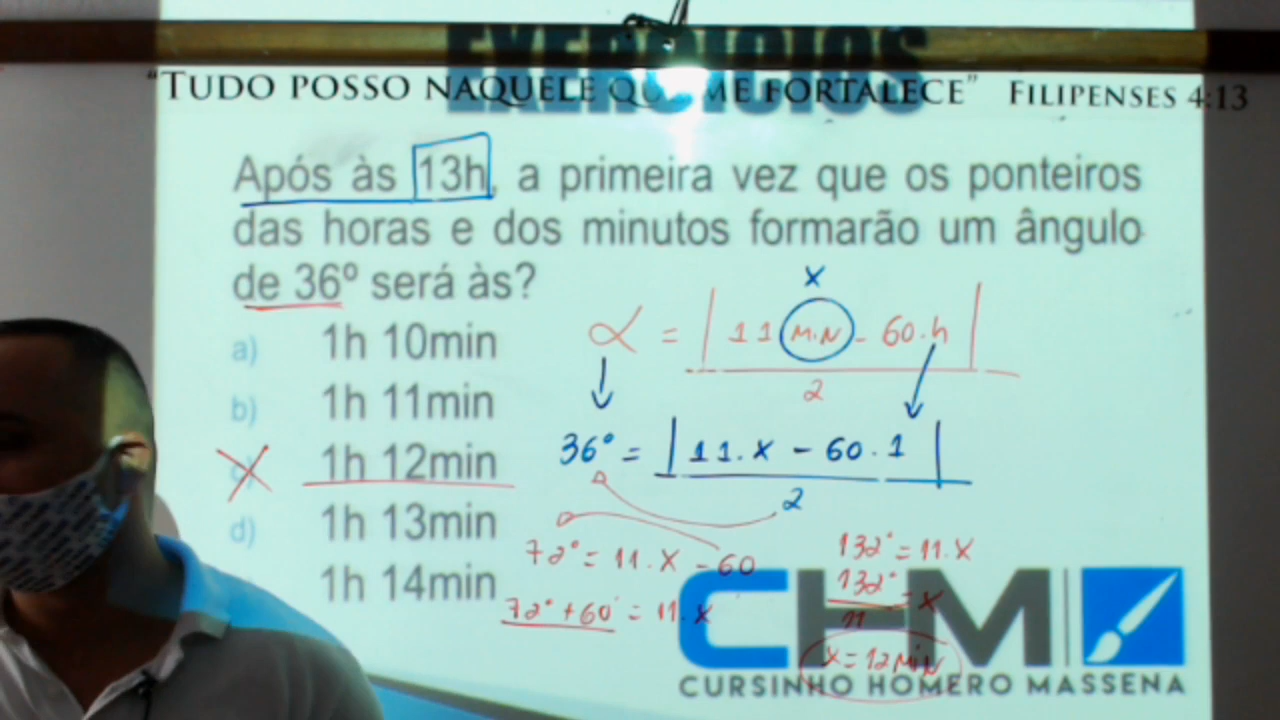 EXERCICIOS
“TUDO POSSO NAQUELE QUE ME FORTALECE” FILIPENSES 4:13
Após às 13h, a primeira vez que os ponteiros
das horas e dos minutos formarão um ângulo
de 36º será às?
a) 1h 10min
b) 1h 11min
c) 1h 12min
d) 1h 13min
1h 14min
x
α = | 11 MIN - 60.h |
2
36° = | 11.x - 60.1 |
2
72° = 11.x - 60
72° + 60° = 11.x
132° = 11.x
132° = x
11
x = 12 MIN
CHM
CURSINHO HOMERO MASSENA